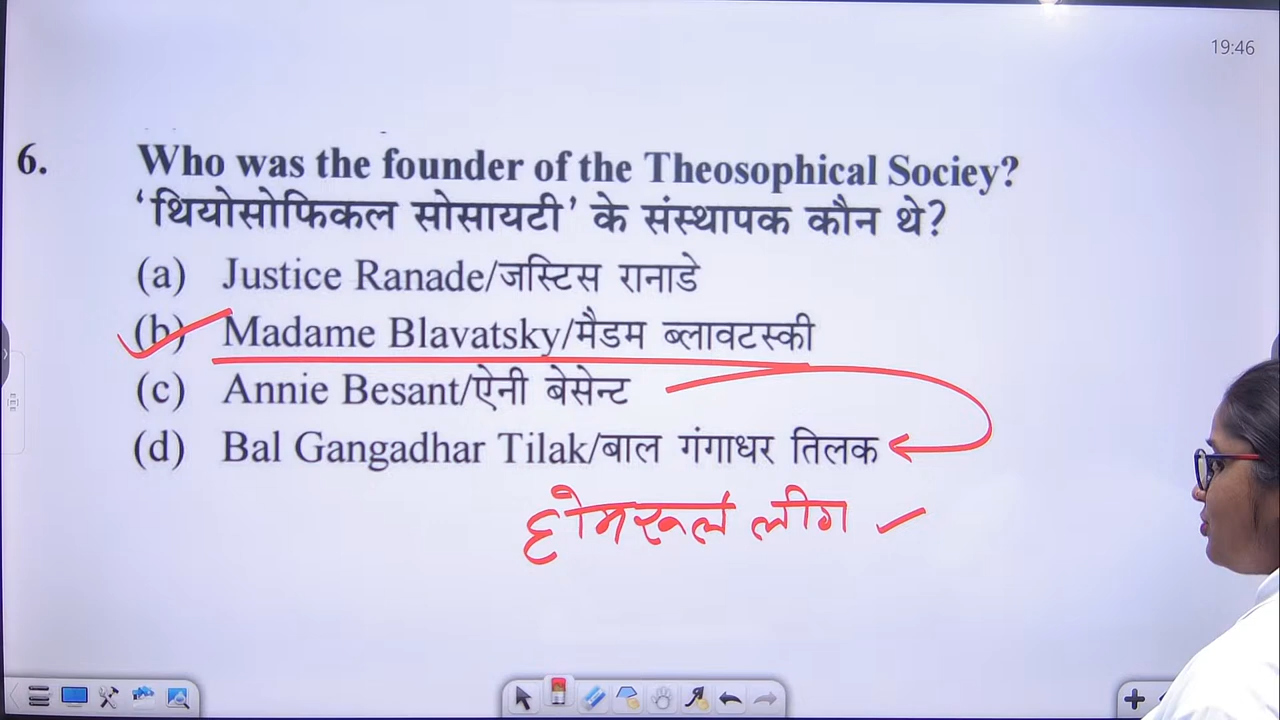 19:46
6. Who was the founder of the Theosophical Sociey?
‘थियोसोफिकल सोसायटी’ के संस्थापक कौन थे?
(a) Justice Ranade/जस्टिस रानाडे
(b) Madame Blavatsky/मैडम ब्लावटस्की
(c) Annie Besant/ऐनी बेसेन्ट
(d) Bal Gangadhar Tilak/बाल गंगाधर तिलक
होमरूल लीग